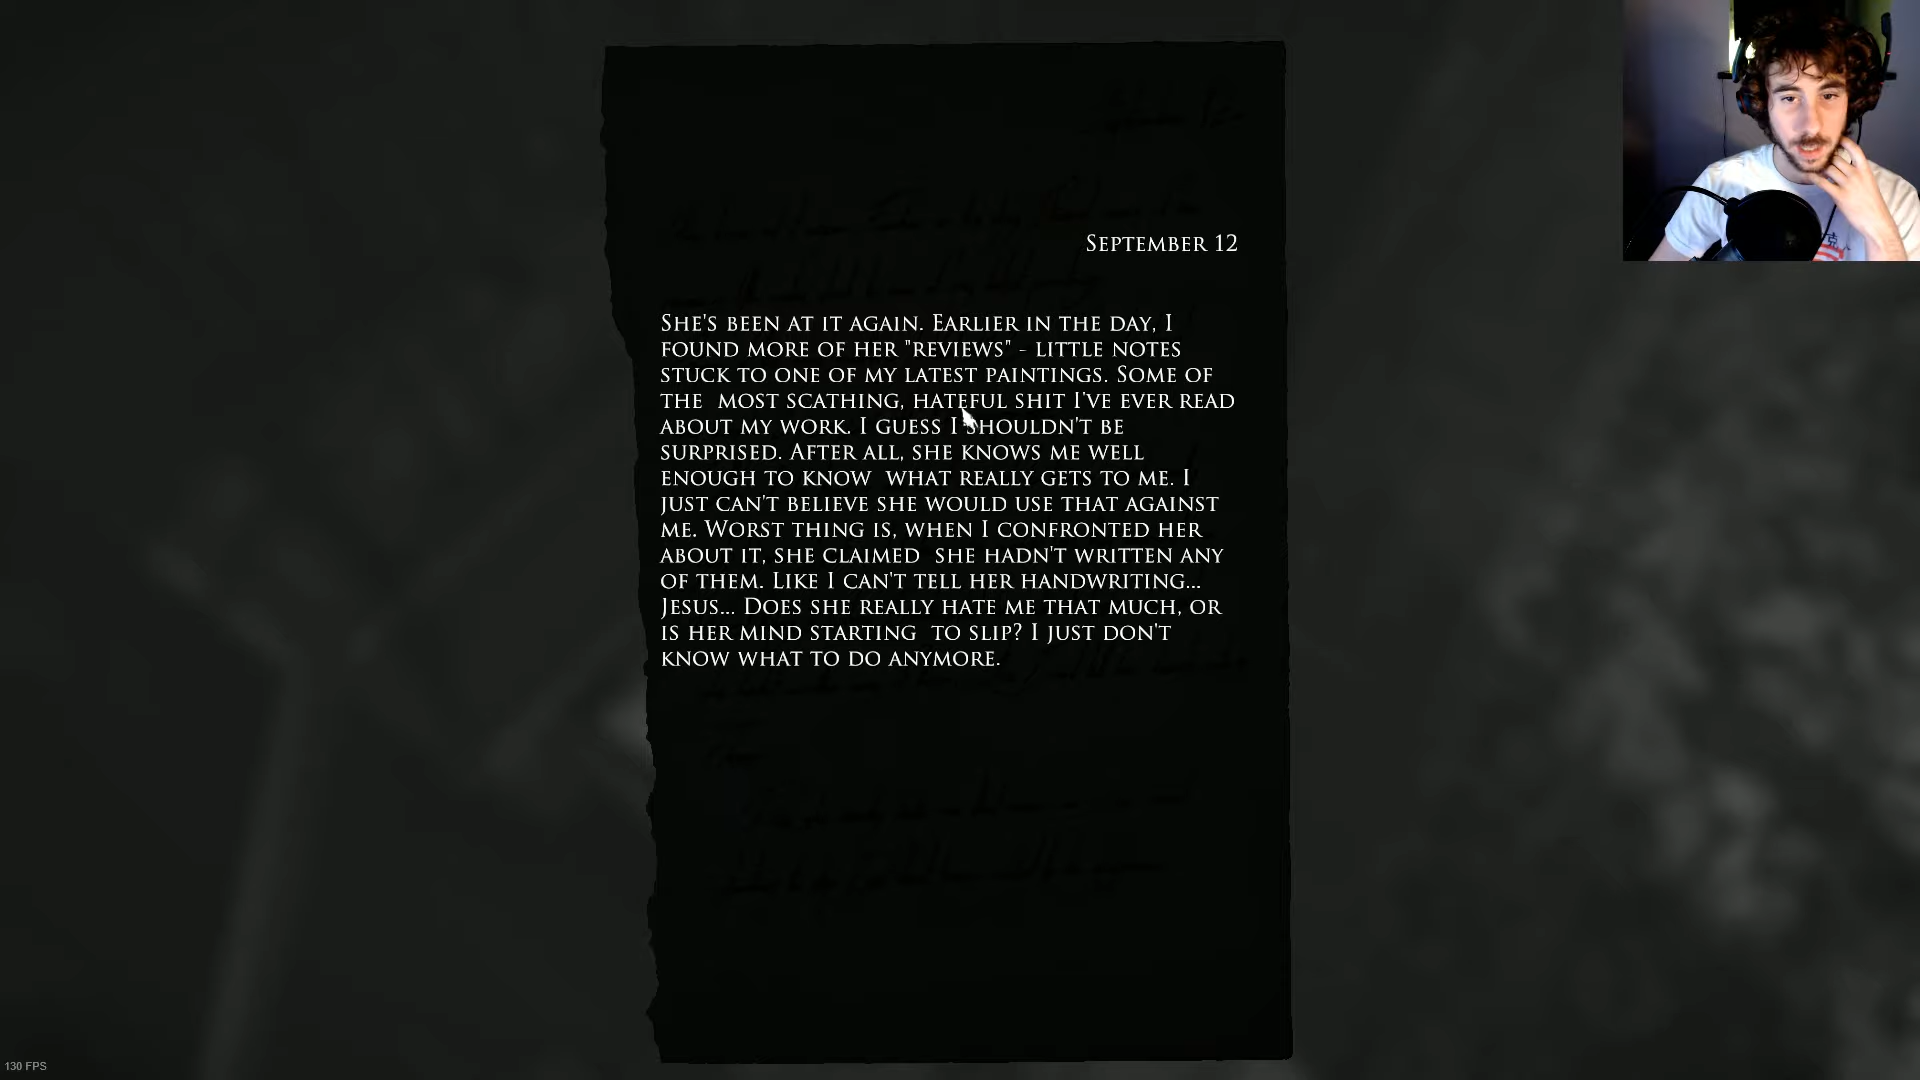 September 12
She's been at it again. Earlier in the day, I
found more of her "reviews" - little notes
stuck to one of my latest paintings. Some of
the  most scathing, hateful shit I've ever read
about my work. I guess I shouldn't be
surprised. After all, she knows me well
enough to know  what really gets to me. I
just can't believe she would use that against
me. Worst thing is, when I confronted her
about it, she claimed  she hadn't written any
of them. Like I can't tell her handwriting...
Jesus... Does she really hate me that much, or
is her mind starting  to slip? I just don't
know what to do anymore.
130 FPS